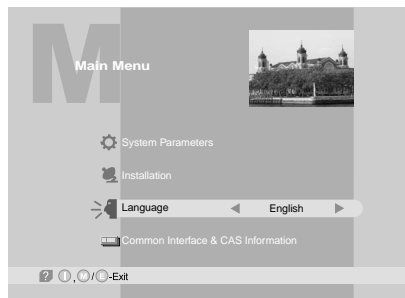 M
Main Menu
System Parameters
Installation
Language English
Common Interface & CAS Information
? I, M / E -Exit